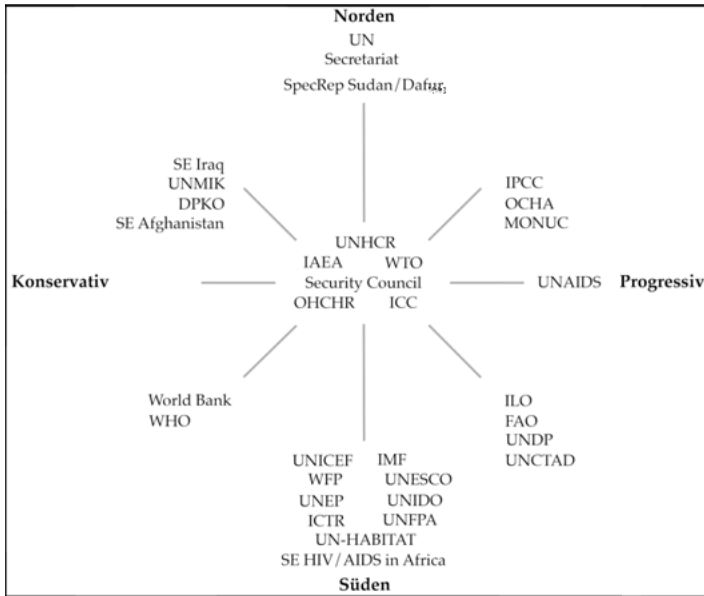 Norden
UN
Secretariat
SpecRep Sudan/Dafur
SE Iraq
UNMIK
DPKO
SE Afghanistan
IPCC
OCHA
MONUC
UNHCR
IAEA WTO
Konservativ Security Council UNAIDS Progressiv
OHCHR ICC
World Bank
WHO
ILO
FAO
UNDP
UNCTAD
UNICEF IMF
WFP UNESCO
UNEP UNIDO
ICTR UNFPA
UN-HABITAT
SE HIV/AIDS in Africa
Süden